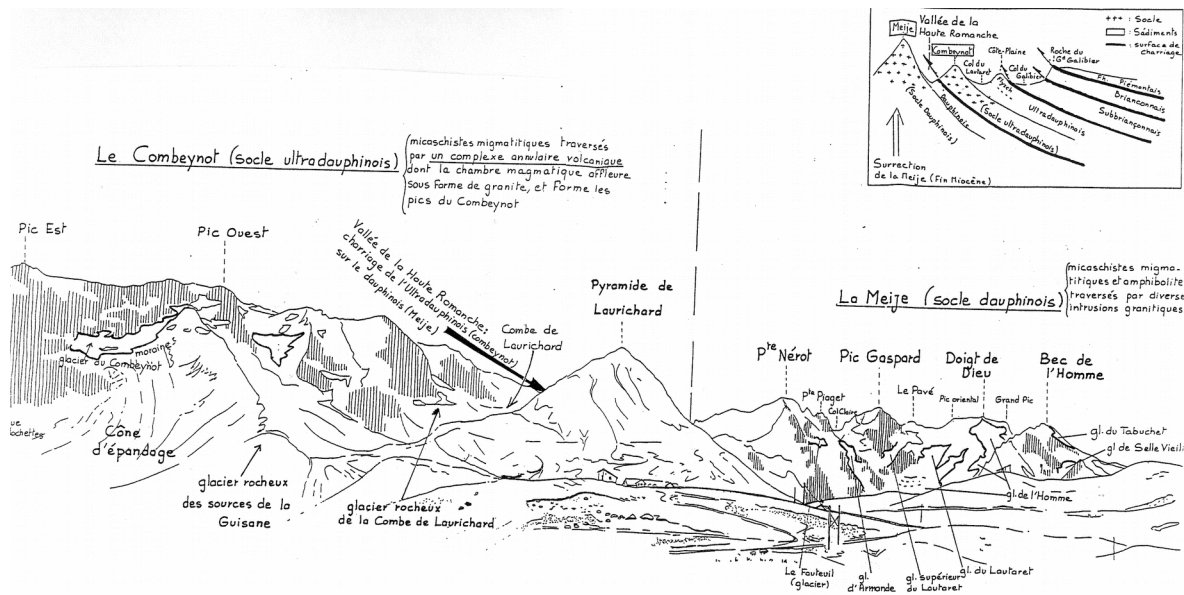 Meije
Vallée de la
Haute Romanche
Combeynot
Col du
Lautaret
Côte-Plaine
Flysch
Col du
Galibier
Roche du
Gd Galibier
+++ : Socle
: Sédiments
: surface de
charriage
Fh. Piémontais
Briançonnais
Subbriançonnais
Ultradauphinois
(Socle ultradauphinois)
Dauphinois
(Socle Dauphinois)
Surrection
de la Meije (Fin Miocène)
Le Combeynot (socle ultradauphinois)
micaschistes migmatitiques traversés
par un complexe annulaire volcanique
dont la chambre magmatique affleure
sous forme de granite, et forme les
pics du Combeynot
Pic Est
Pic Ouest
Vallée de la Haute Romanche:
charriage de l'Ultradauphinois (Combeynot)
sur le dauphinois (Meije)
Combe de
Laurichard
Pyramide de
Laurichard
La Meije (socle dauphinois)
micaschistes migma-
titiques et amphibolite
traversés par diverse
intrusions granitiques
Pte Nérot
Pic Gaspard
Doigt de
Dieu
Bec de
l'Homme
Pte Piaget
Col Claire
Le Pavé
Pic oriental
Grand Pic
gl. du Tabuchet
gl de Selle Vieill
gl. de l'Homme
glacier du Combeynot
moraines
ue
ochettes
Cône
d'épandage
glacier rocheux
des sources de la
Guisane
glacier rocheux
de la Combe de Laurichard
Le Fauteuil
(glacier)
gl.
d'Armande
gl. supérieur
du Lautaret
gl. du Lautaret